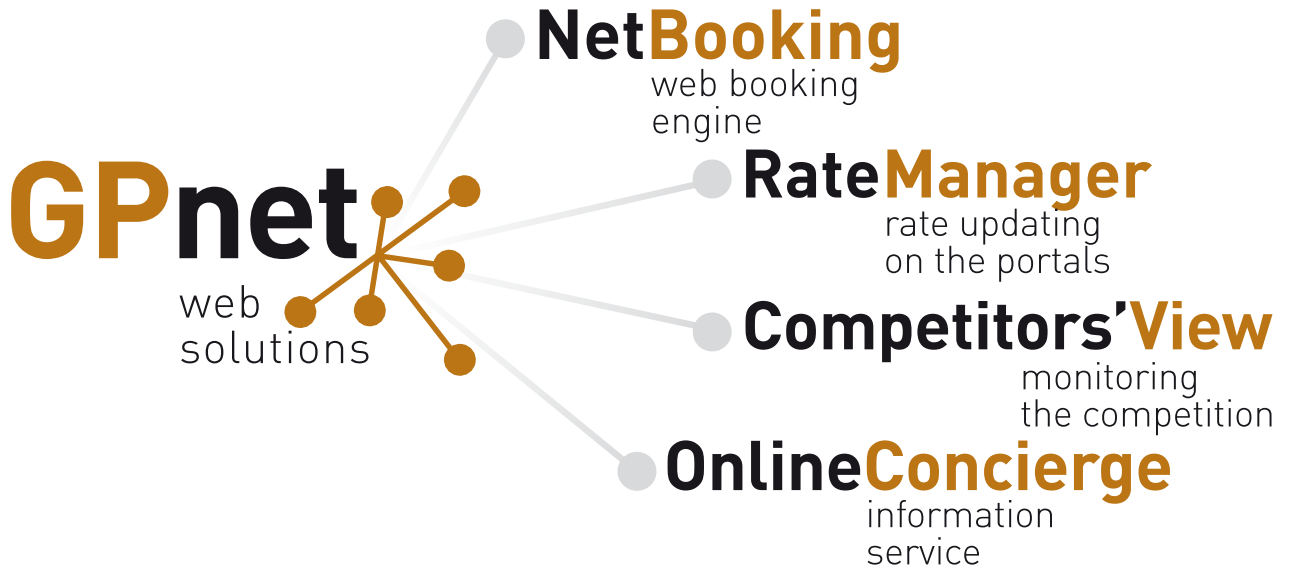 GPnet
web
solutions
NetBooking
web booking
engine
RateManager
rate updating
on the portals
Competitors’View
monitoring
the competition
OnlineConcierge
information
service